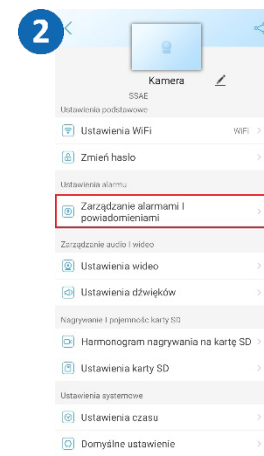 2
Kamera
SSAE
Ustawienia podstawowe
Ustawienia WiFi WiFi
Zmień hasło
Ustawienia alarmu
Zarządzanie alarmami I
powiadomieniami
Zarządzanie audio I wideo
Ustawienia wideo
Ustawienia dźwięków
Nagrywanie I pojemność karty SD
Harmonogram nagrywania na kartę SD
Ustawienia karty SD
Ustawienia systemowe
Ustawienia czasu
Domyślne ustawienie